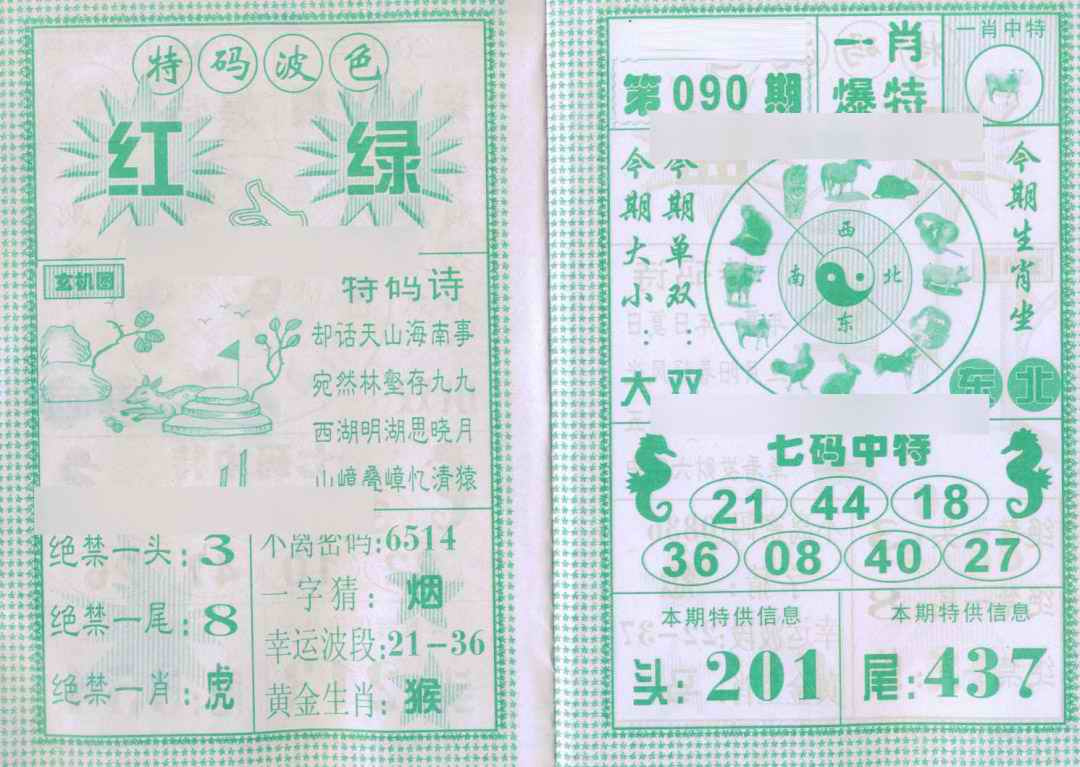 特码波色
红 绿
玄机图
特码诗
却话天山海南事
宛然林壑存九九
西湖明湖思晓月
山嶂叠嶂忆清猿
绝禁一头：3
绝禁一尾：8
绝禁一肖：虎
不离密码：6514
一字猜：烟
幸运波段：21－36
黄金生肖：猴
第090期
一肖
爆特
一肖中特
今期大小：大
今期单双：双
西
南 北
东
今期生肖坐
东北
七码中特
21 44 18
36 08 40 27
本期特供信息
头：201
本期特供信息
尾：437